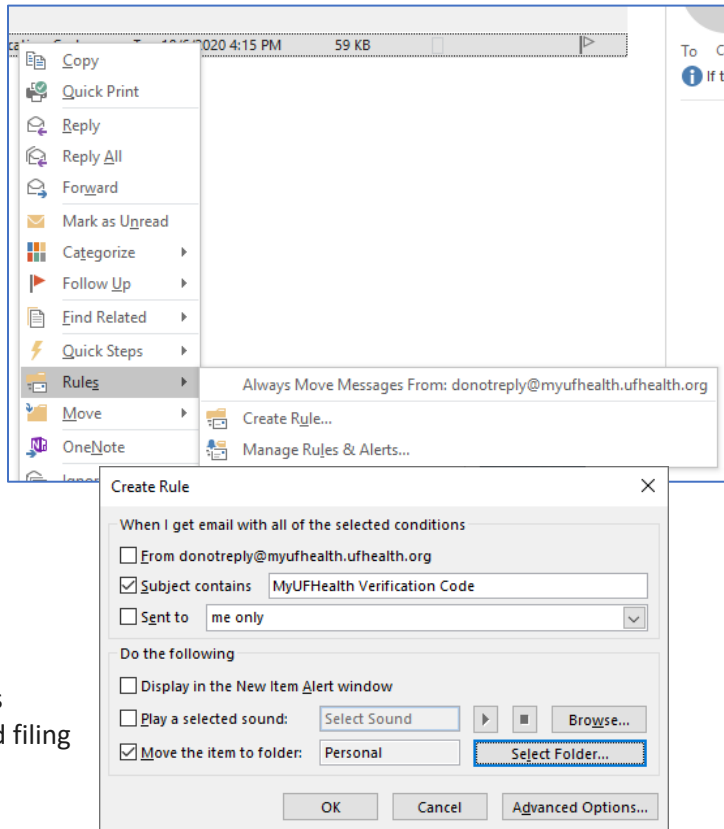 2020 4:15 PM 59 KB
To C
If t
Copy
Quick Print
Reply
Reply All
Forward
Mark as Unread
Categorize
Follow Up
Find Related
Quick Steps
Rules
Move
OneNote
Always Move Messages From: donotreply@myufhealth.ufhealth.org
Create Rule...
Manage Rules & Alerts...
Create Rule
When I get email with all of the selected conditions
From donotreply@myufhealth.ufhealth.org
Subject contains MyUFHealth Verification Code
Sent to me only
Do the following
Display in the New Item Alert window
Play a selected sound: Select Sound Browse...
Move the item to folder: Personal Select Folder...
OK Cancel Advanced Options...
s
d filing